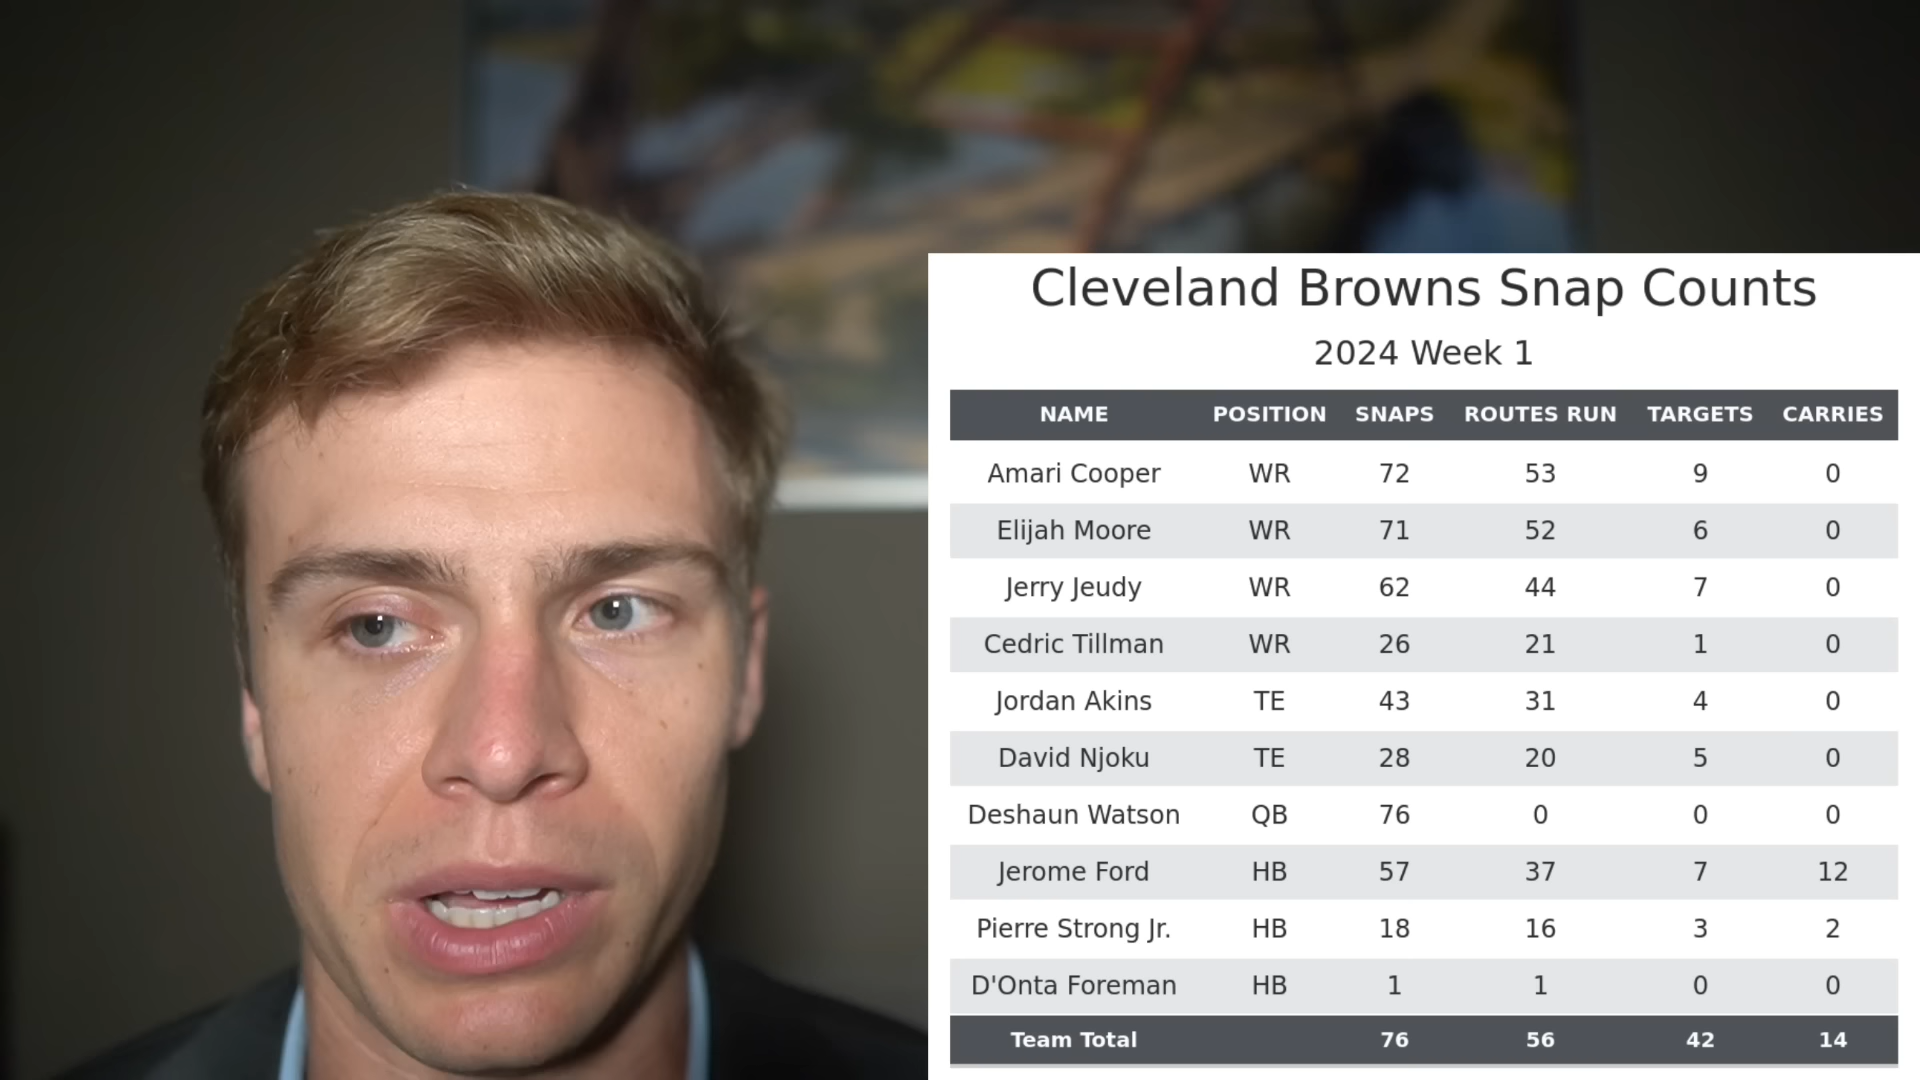 Cleveland Browns Snap Counts
2024 Week 1
NAME POSITION SNAPS ROUTES RUN TARGETS CARRIES
Amari Cooper WR 72 53 9 0
Elijah Moore WR 71 52 6 0
Jerry Jeudy WR 62 44 7 0
Cedric Tillman WR 26 21 1 0
Jordan Akins TE 43 31 4 0
David Njoku TE 28 20 5 0
Deshaun Watson QB 76 0 0 0
Jerome Ford HB 57 37 7 12
Pierre Strong Jr. HB 18 16 3 2
D'Onta Foreman HB 1 1 0 0
Team Total 76 56 42 14